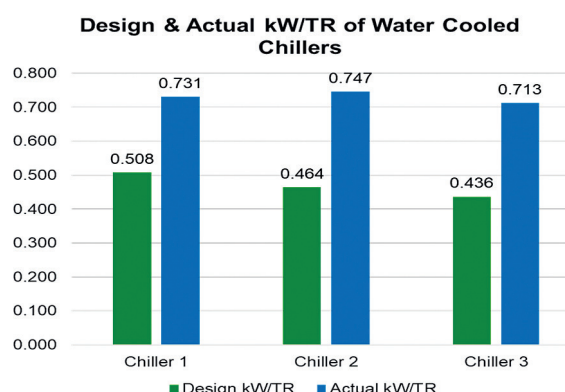 Design & Actual kW/TR of Water Cooled
Chillers
0.800
0.700
0.600
0.500
0.400
0.300
0.200
0.100
0.000
0.508
0.731
0.464
0.747
0.436
0.713
Chiller 1
Chiller 2
Chiller 3
Design kW/TR
Actual kW/TR